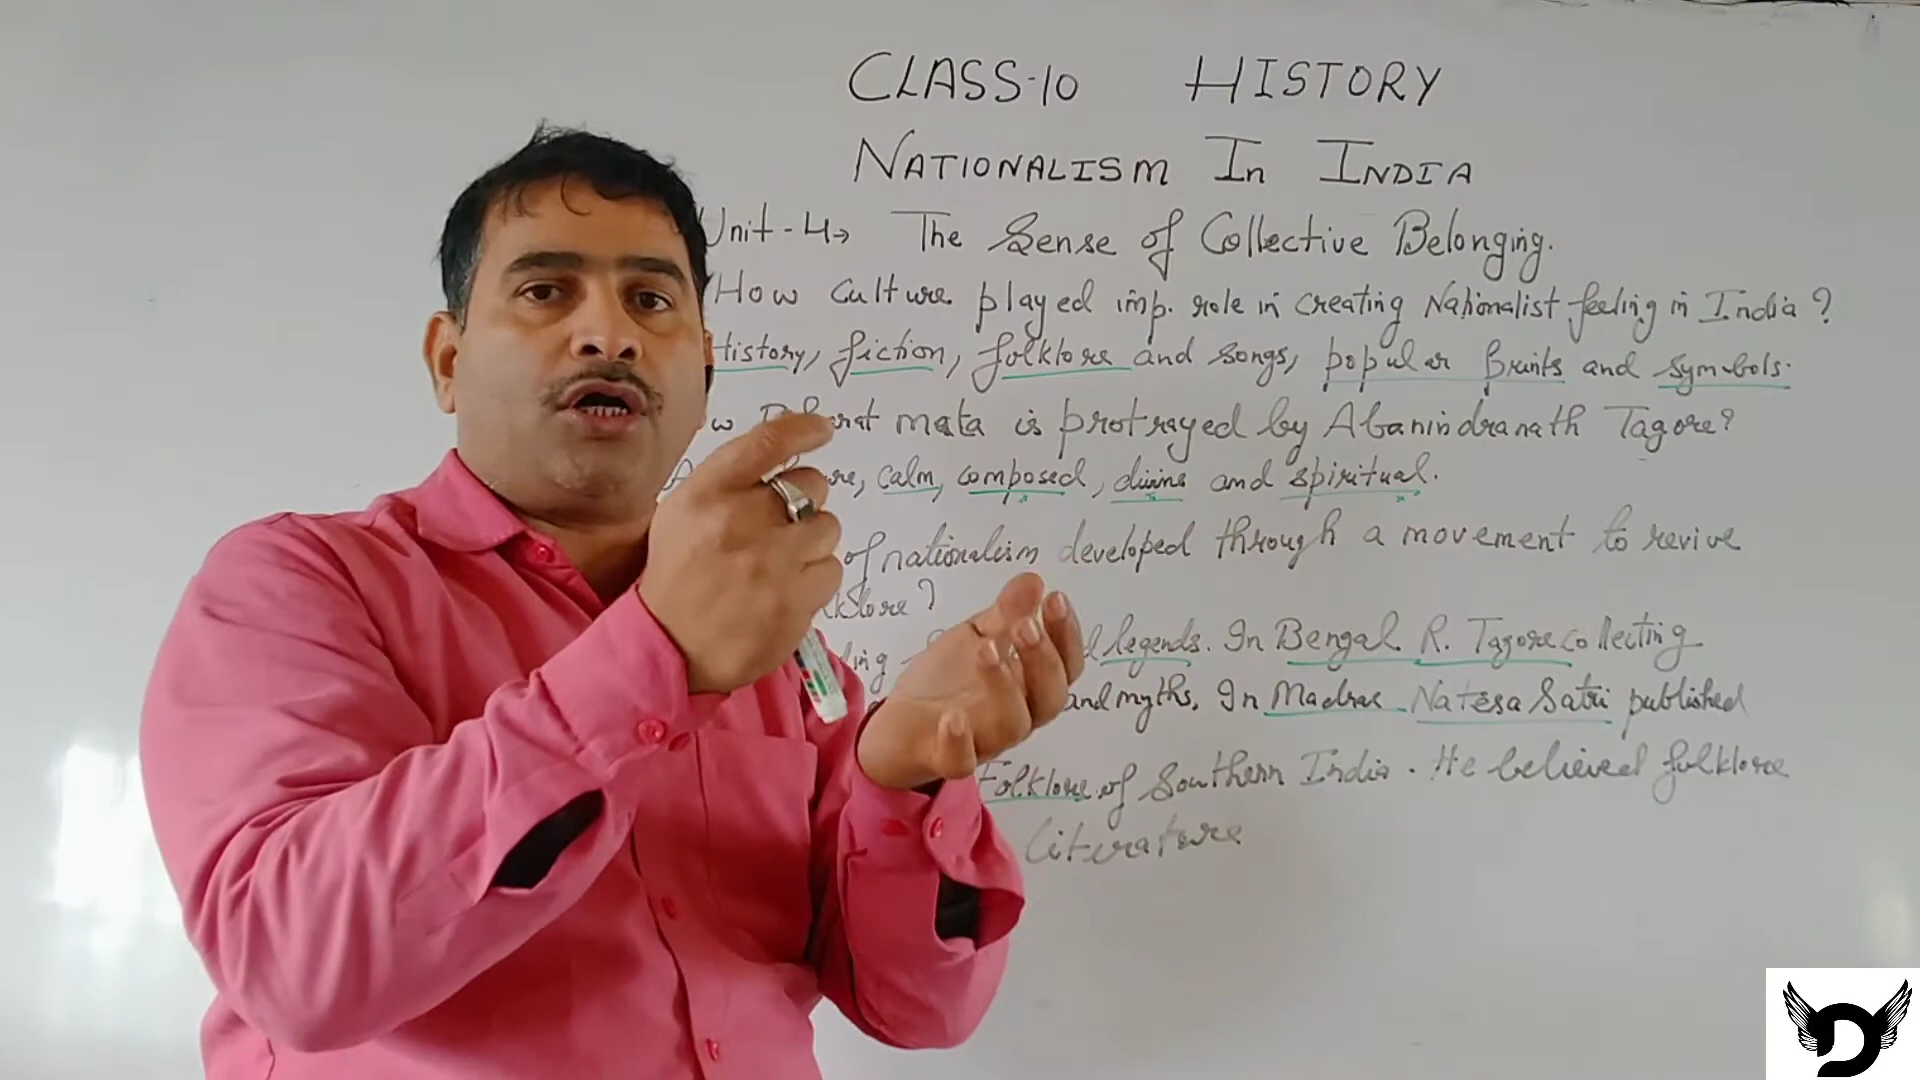 CLASS-10 HISTORY
NATIONALISM In INDIA
Unit-4→ The Sense of Collective Belonging.
How Culture played imp. role in creating Nationalist feeling in India?
History, fiction, folklore and songs, popular prints and symbols.
mata is protrayed by Abanindranath Tagore?
calm, composed, divine and spiritual.
of nationalism developed through a movement to revive
legends. In Bengal R. Tagore collecting
and myths, In Madras Natesa Satri published
Folklore of Southern India. He believed folklore
literature
D